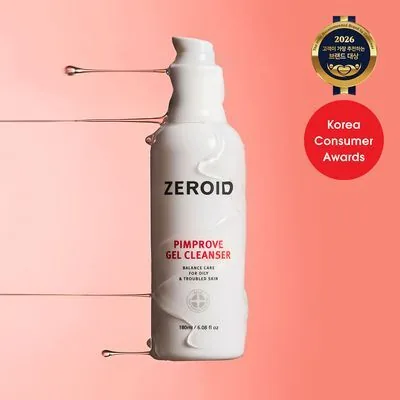 2026
고객이 가장 추천하는
브랜드 대상
Korea
Consumer
Awards
ZEROID
PIMPROVE
GEL CLEANSER
BALANCE CARE
FOR OILY
& TROUBLED SKIN
180ml / 6.08 fl oz